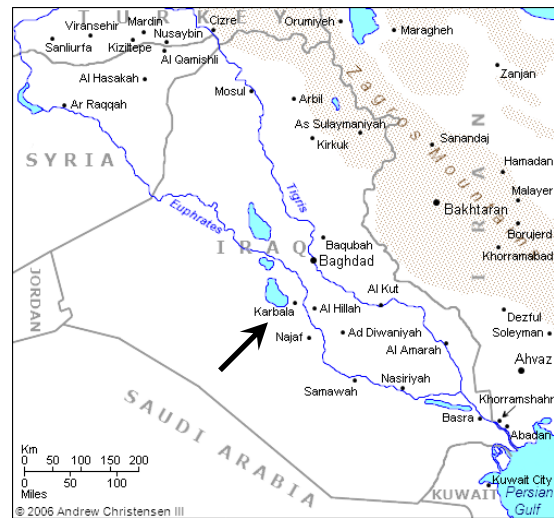 TURKEY
Viransehir
Mardin
Cizre
Orumiyeh
Maragheh
Sanliurfa
Kiziltepe
Nusaybin
Al Qamishli
Zanjan
Al Hasakah
Mosul
Arbil
Ar Raqqah
As Sulaymaniyah
Kirkuk
Sanandaj
Zagros Mountains
IRAN
SYRIA
Hamadan
Malayer
Tigris
Euphrates
Bakhtaran
Borujerd
Khorramabad
IRAQ
Baqubah
Baghdad
JORDAN
Karbala
Al Hillah
Al Kut
Dezful
Soleyman
Najaf
Ad Diwaniyah
Al Amarah
Ahvaz
Samawah
Nasiriyah
Khorramshahr
Basra
Abadan
SAUDI ARABIA
Km
0 50 100 150 200
0 50 100
Miles
KUWAIT
Kuwait City
Persian
Gulf
© 2006 Andrew Christensen III